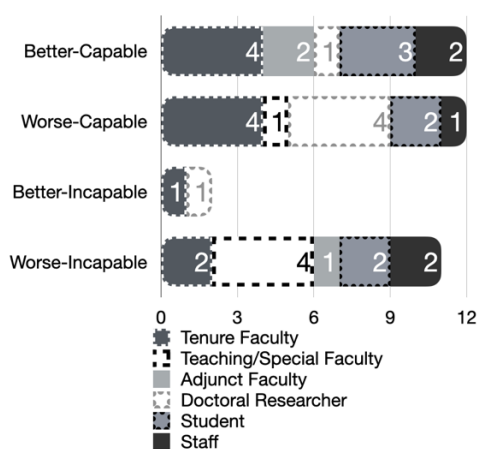 Better-Capable 4 2 1 3 2
Worse-Capable 4 1 4 2 1
Better-Incapable 1 1
Worse-Incapable 2 4 1 2 2
0 3 6 9 12
Tenure Faculty
Teaching/Special Faculty
Adjunct Faculty
Doctoral Researcher
Student
Staff